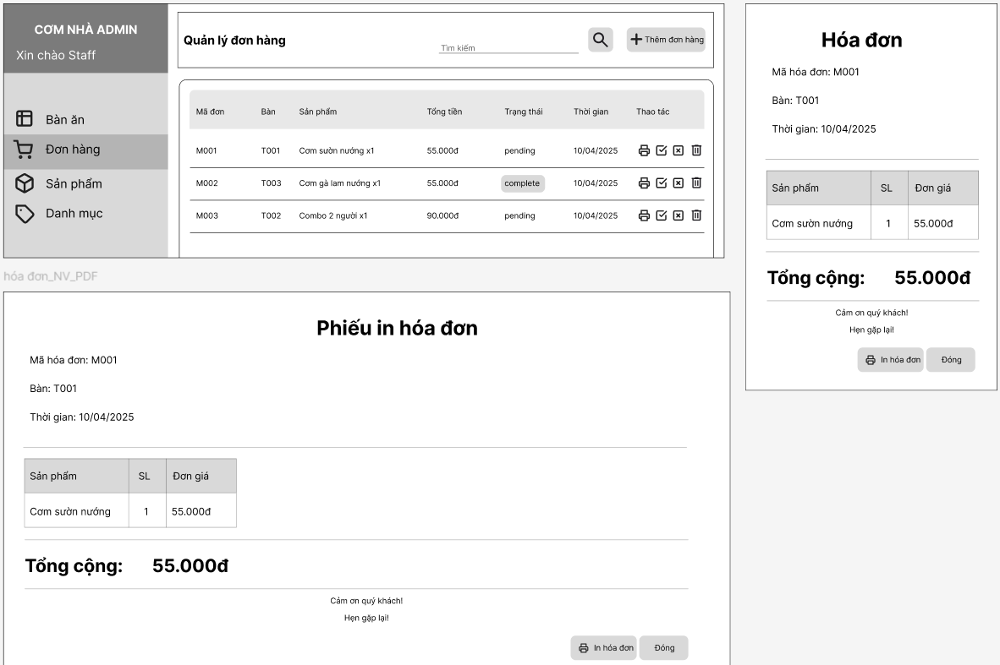 CƠM NHÀ ADMIN
Xin chào Staff
Bàn ăn
Đơn hàng
Sản phẩm
Danh mục
Quản lý đơn hàng
Tìm kiếm
Thêm đơn hàng
Mã đơn Bàn Sản phẩm Tổng tiền Trạng thái Thời gian Thao tác
M001 T001 Cơm sườn nướng x1 55.000đ pending 10/04/2025
M002 T003 Cơm gà lam nướng x1 55.000đ complete 10/04/2025
M003 T002 Combo 2 người x1 90.000đ pending 10/04/2025
Hóa đơn
Mã hóa đơn: M001
Bàn: T001
Thời gian: 10/04/2025
Sản phẩm SL Đơn giá
Cơm sườn nướng 1 55.000đ
Tổng cộng: 55.000đ
Cảm ơn quý khách!
Hẹn gặp lại!
In hóa đơn Đóng
hóa đơn_NV_PDF
Phiếu in hóa đơn
Mã hóa đơn: M001
Bàn: T001
Thời gian: 10/04/2025
Sản phẩm SL Đơn giá
Cơm sườn nướng 1 55.000đ
Tổng cộng: 55.000đ
Cảm ơn quý khách!
Hẹn gặp lại!
In hóa đơn Đóng